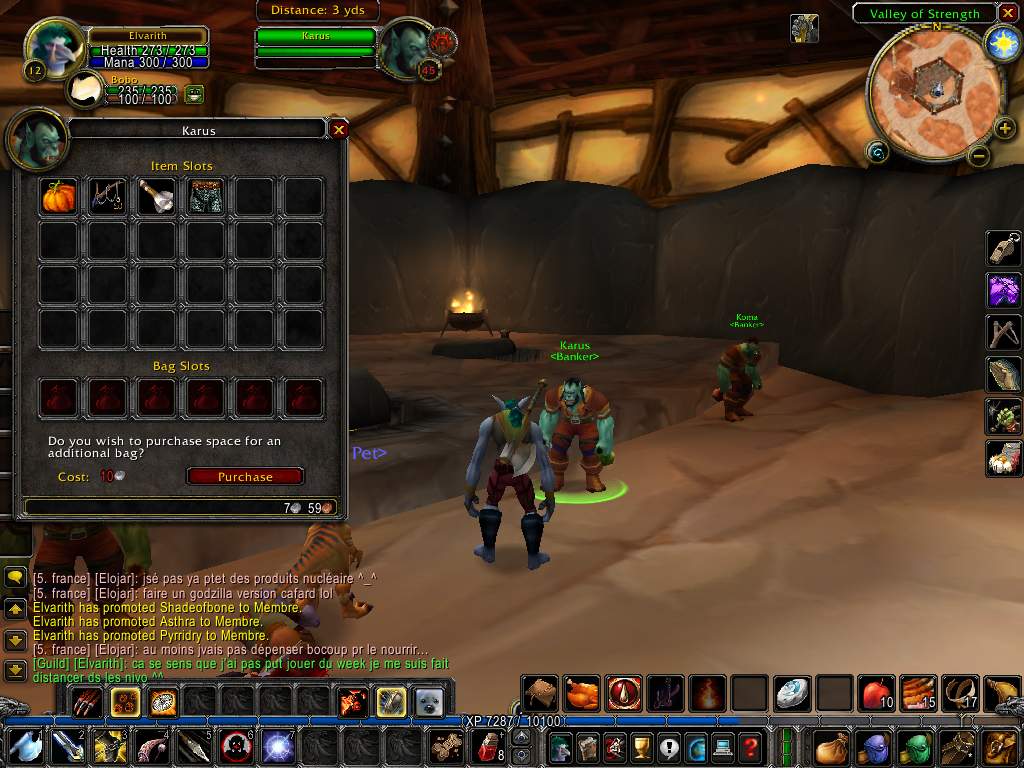 Distance: 3 yds
Elvarith
Health 273 / 273
Mana 300 / 300
12
Bobo
235 / 235
100 / 100
Karus
45
Valley of Strength
N
Karus
Item Slots
Bag Slots
Do you wish to purchase space for an
additional bag?
Cost: 10
Purchase
7 59
Koma
<Banker>
Karus
<Banker>
Pet>
[5. france] [Elojar]: jsé pas ya ptet des produits nucléaire ^_^
[5. france] [Elojar]: faire un godzilla version cafard lol
Elvarith has promoted Shadeofbone to Membre.
Elvarith has promoted Asthra to Membre.
Elvarith has promoted Pyrridry to Membre.
[5. france] [Elojar]: au moins jvais pas dépenser bocoup pr le nourrir...
[Guild] [Elvarith]: ca se sens que j'ai pas put jouer du week je me suis fait
distancer ds les nivo ^^
10 15 17
XP 7287 / 10100
2 3 4 5 6 7 8